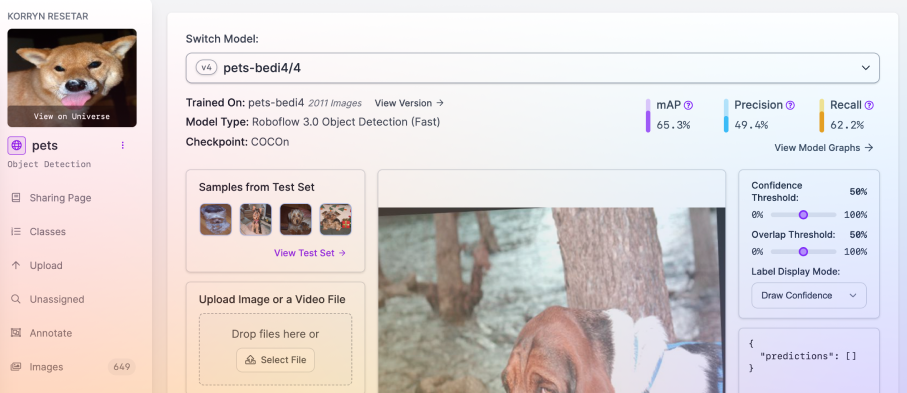 KORRYN RESETAR
View on Universe
pets
Object Detection
Sharing Page
Classes
Upload
Unassigned
Annotate
Images 649
Switch Model:
v4 pets-bedi4/4
Trained On: pets-bedi4 2011 Images View Version →
Model Type: Roboflow 3.0 Object Detection (Fast)
Checkpoint: COCOn
mAP ?
65.3%
Precision ?
49.4%
Recall ?
62.2%
View Model Graphs →
Samples from Test Set
View Test Set →
Upload Image or a Video File
Drop files here or
Select File
Confidence
Threshold: 50%
0% 100%
Overlap Threshold: 50%
0% 100%
Label Display Mode:
Draw Confidence
{
"predictions": []
}